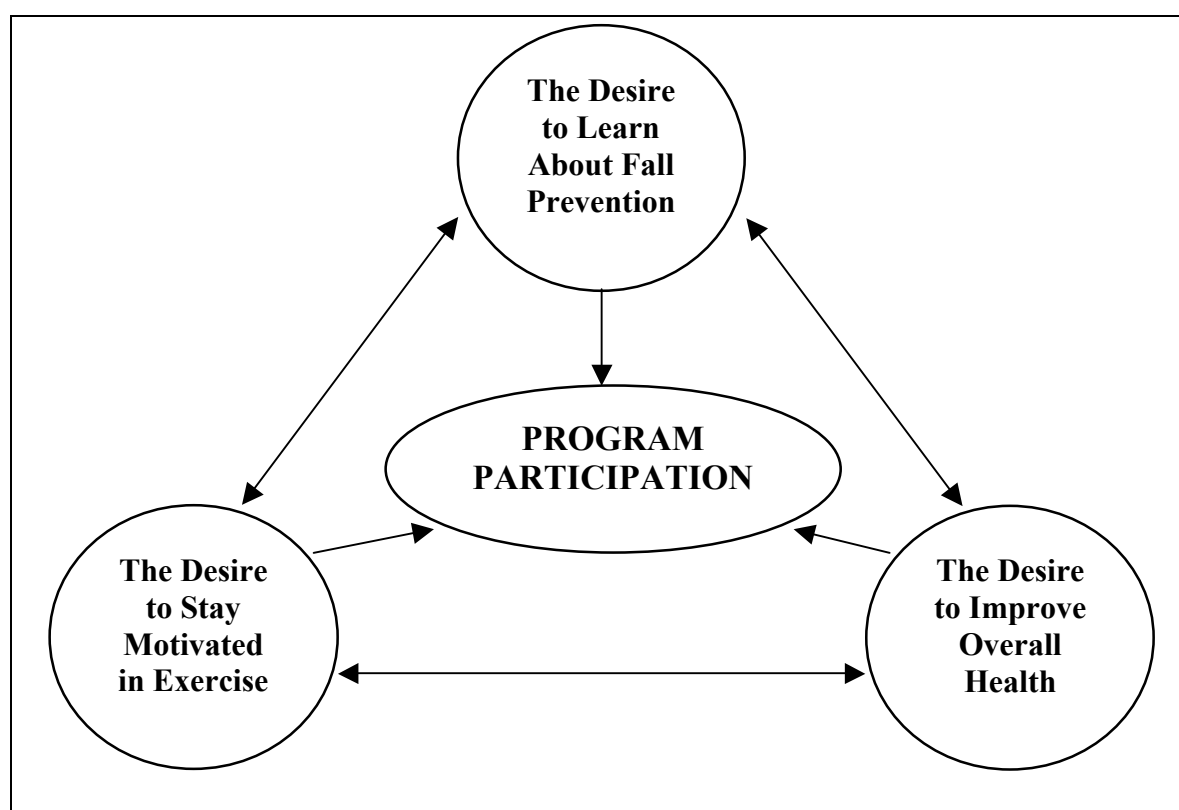 The Desire
to Learn
About Fall
Prevention
PROGRAM
PARTICIPATION
The Desire
to Stay
Motivated
in Exercise
The Desire
to Improve
Overall
Health